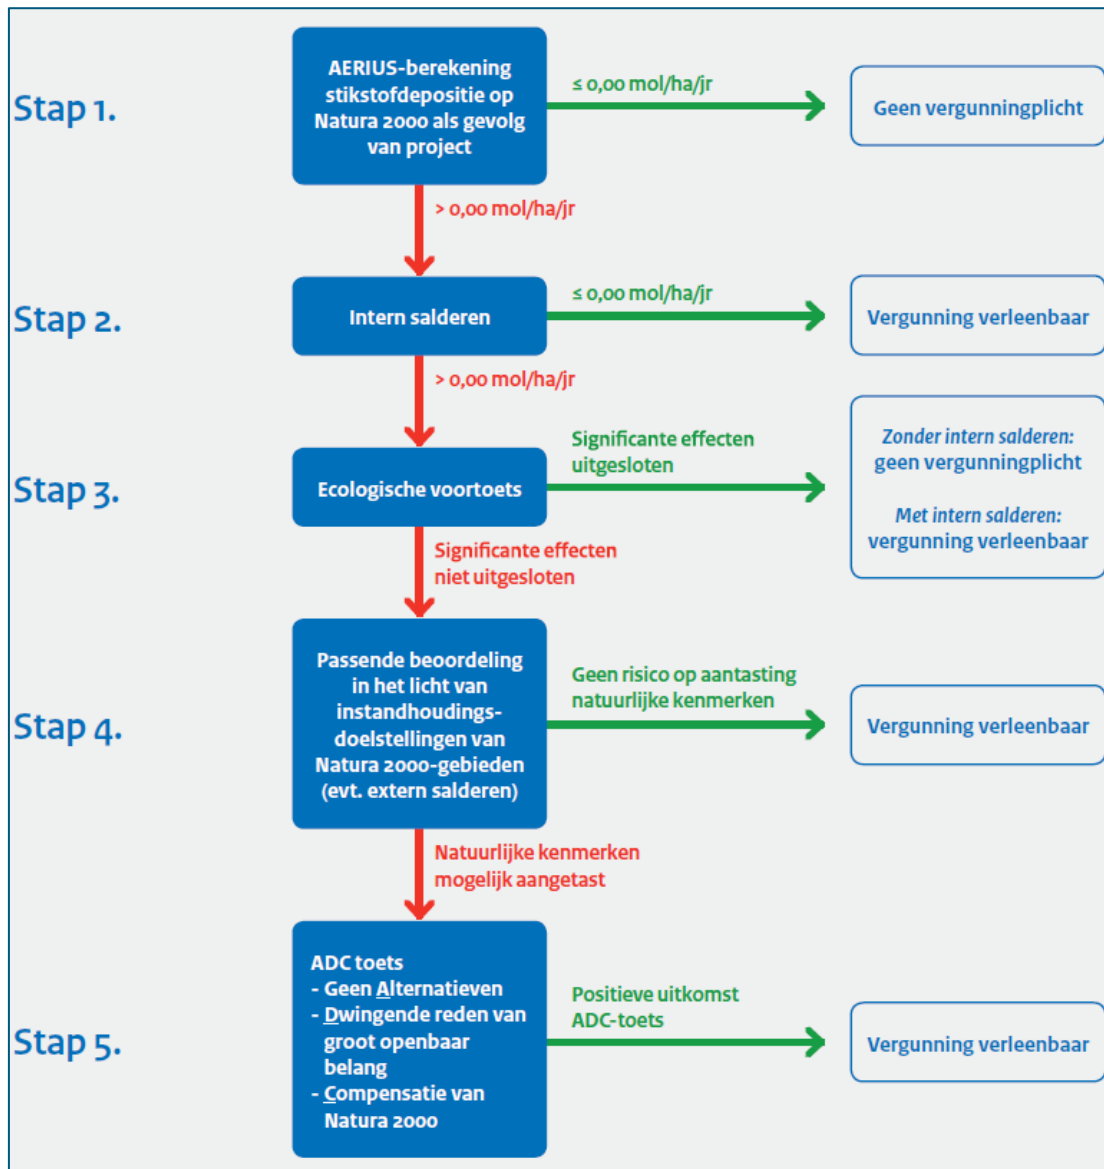 Stap 1.
AERIUS-berekening
stikstofdepositie op
Natura 2000 als gevolg
van project
≤ 0,00 mol/ha/jr
Geen vergunningplicht
> 0,00 mol/ha/jr
Stap 2.
Intern salderen
≤ 0,00 mol/ha/jr
Vergunning verleenbaar
> 0,00 mol/ha/jr
Stap 3.
Ecologische voortoets
Significante effecten
uitgesloten
Zonder intern salderen:
geen vergunningplicht
Met intern salderen:
vergunning verleenbaar
Significante effecten
niet uitgesloten
Stap 4.
Passende beoordeling
in het licht van
instandhoudings-
doelstellingen van
Natura 2000-gebieden
(evt. extern salderen)
Geen risico op aantasting
natuurlijke kenmerken
Vergunning verleenbaar
Natuurlijke kenmerken
mogelijk aangetast
Stap 5.
ADC toets
- Geen Alternatieven
- Dwingende reden van
groot openbaar
belang
- Compensatie van
Natura 2000
Positieve uitkomst
ADC-toets
Vergunning verleenbaar